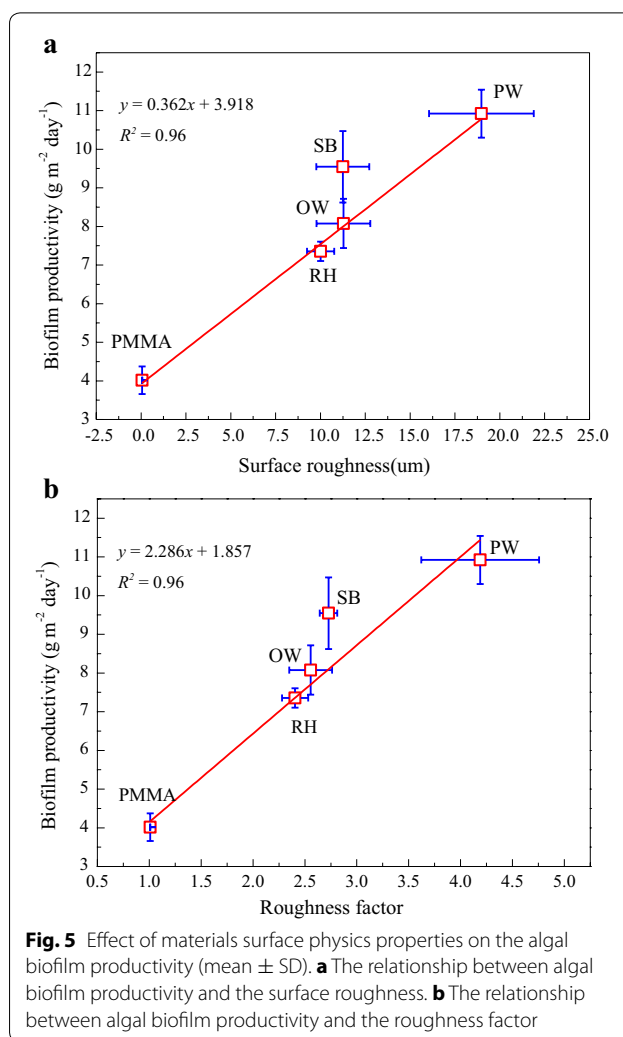 a
12
11
10
9
8
7
6
5
4
3
Biofilm productivity (g m⁻² day⁻¹)
y = 0.362x + 3.918
R² = 0.96
PW
SB
OW
RH
PMMA
-2.5 0.0 2.5 5.0 7.5 10.0 12.5 15.0 17.5 20.0 22.5 25.0
Surface roughness(um)
b
12
11
10
9
8
7
6
5
4
3
Biofilm productivity (g m⁻² day⁻¹)
y = 2.286x + 1.857
R² = 0.96
PW
SB
OW
RH
PMMA
0.5 1.0 1.5 2.0 2.5 3.0 3.5 4.0 4.5 5.0
Roughness factor
Fig. 5 Effect of materials surface physics properties on the algal
biofilm productivity (mean ± SD). a The relationship between algal
biofilm productivity and the surface roughness. b The relationship
between algal biofilm productivity and the roughness factor